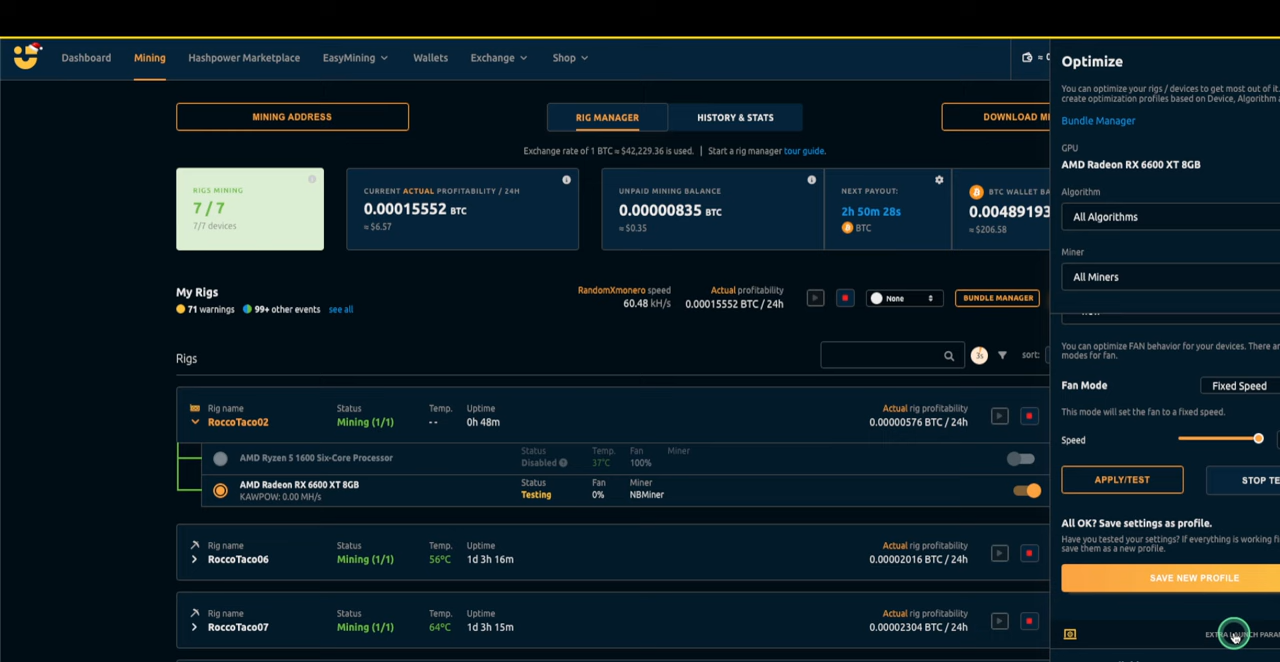 Dashboard Mining Hashpower Marketplace EasyMining Wallets Exchange Shop
MINING ADDRESS
RIG MANAGER HISTORY & STATS
DOWNLOAD MI
Exchange rate of 1 BTC ≈ $42,229.36 is used. | Start a rig manager tour guide.
RIGS MINING
7 / 7
7/7 devices
CURRENT ACTUAL PROFITABILITY / 24H
0.00015552 BTC
≈ $6.57
UNPAID MINING BALANCE
0.00000835 BTC
≈ $0.35
NEXT PAYOUT:
2h 50m 28s
BTC
BTC WALLET BA
0.00489193
≈ $206.58
My Rigs
71 warnings 99+ other events see all
RandomXmonero speed
60.48 kH/s
Actual profitability
0.00015552 BTC / 24h
None
BUNDLE MANAGER
Rigs
3s
sort:
Rig name Status Temp. Uptime Actual rig profitability
RoccoTaco02 Mining (1/1) -- 0h 48m 0.00000576 BTC / 24h
AMD Ryzen 5 1600 Six-Core Processor
Status Temp. Fan Miner
Disabled 37°C 100%
AMD Radeon RX 6600 XT 8GB Status Fan Miner
KAWPOW: 0.00 MH/s Testing 0% NBMiner
Rig name Status Temp. Uptime Actual rig profitability
RoccoTaco06 Mining (1/1) 56°C 1d 3h 16m 0.00002016 BTC / 24h
Rig name Status Temp. Uptime Actual rig profitability
RoccoTaco07 Mining (1/1) 64°C 1d 3h 15m 0.00002304 BTC / 24h
Optimize
You can optimize your rigs / devices to get most out of it.
create optimization profiles based on Device, Algorithm a
Bundle Manager
GPU
AMD Radeon RX 6600 XT 8GB
Algorithm
All Algorithms
Miner
All Miners
You can optimize FAN behavior for your devices. There ar
modes for fan.
Fan Mode Fixed Speed
This mode will set the fan to a fixed speed.
Speed
APPLY/TEST STOP TE
All OK? Save settings as profile.
Have you tested your settings? If everything is working fi
save them as a new profile.
SAVE NEW PROFILE